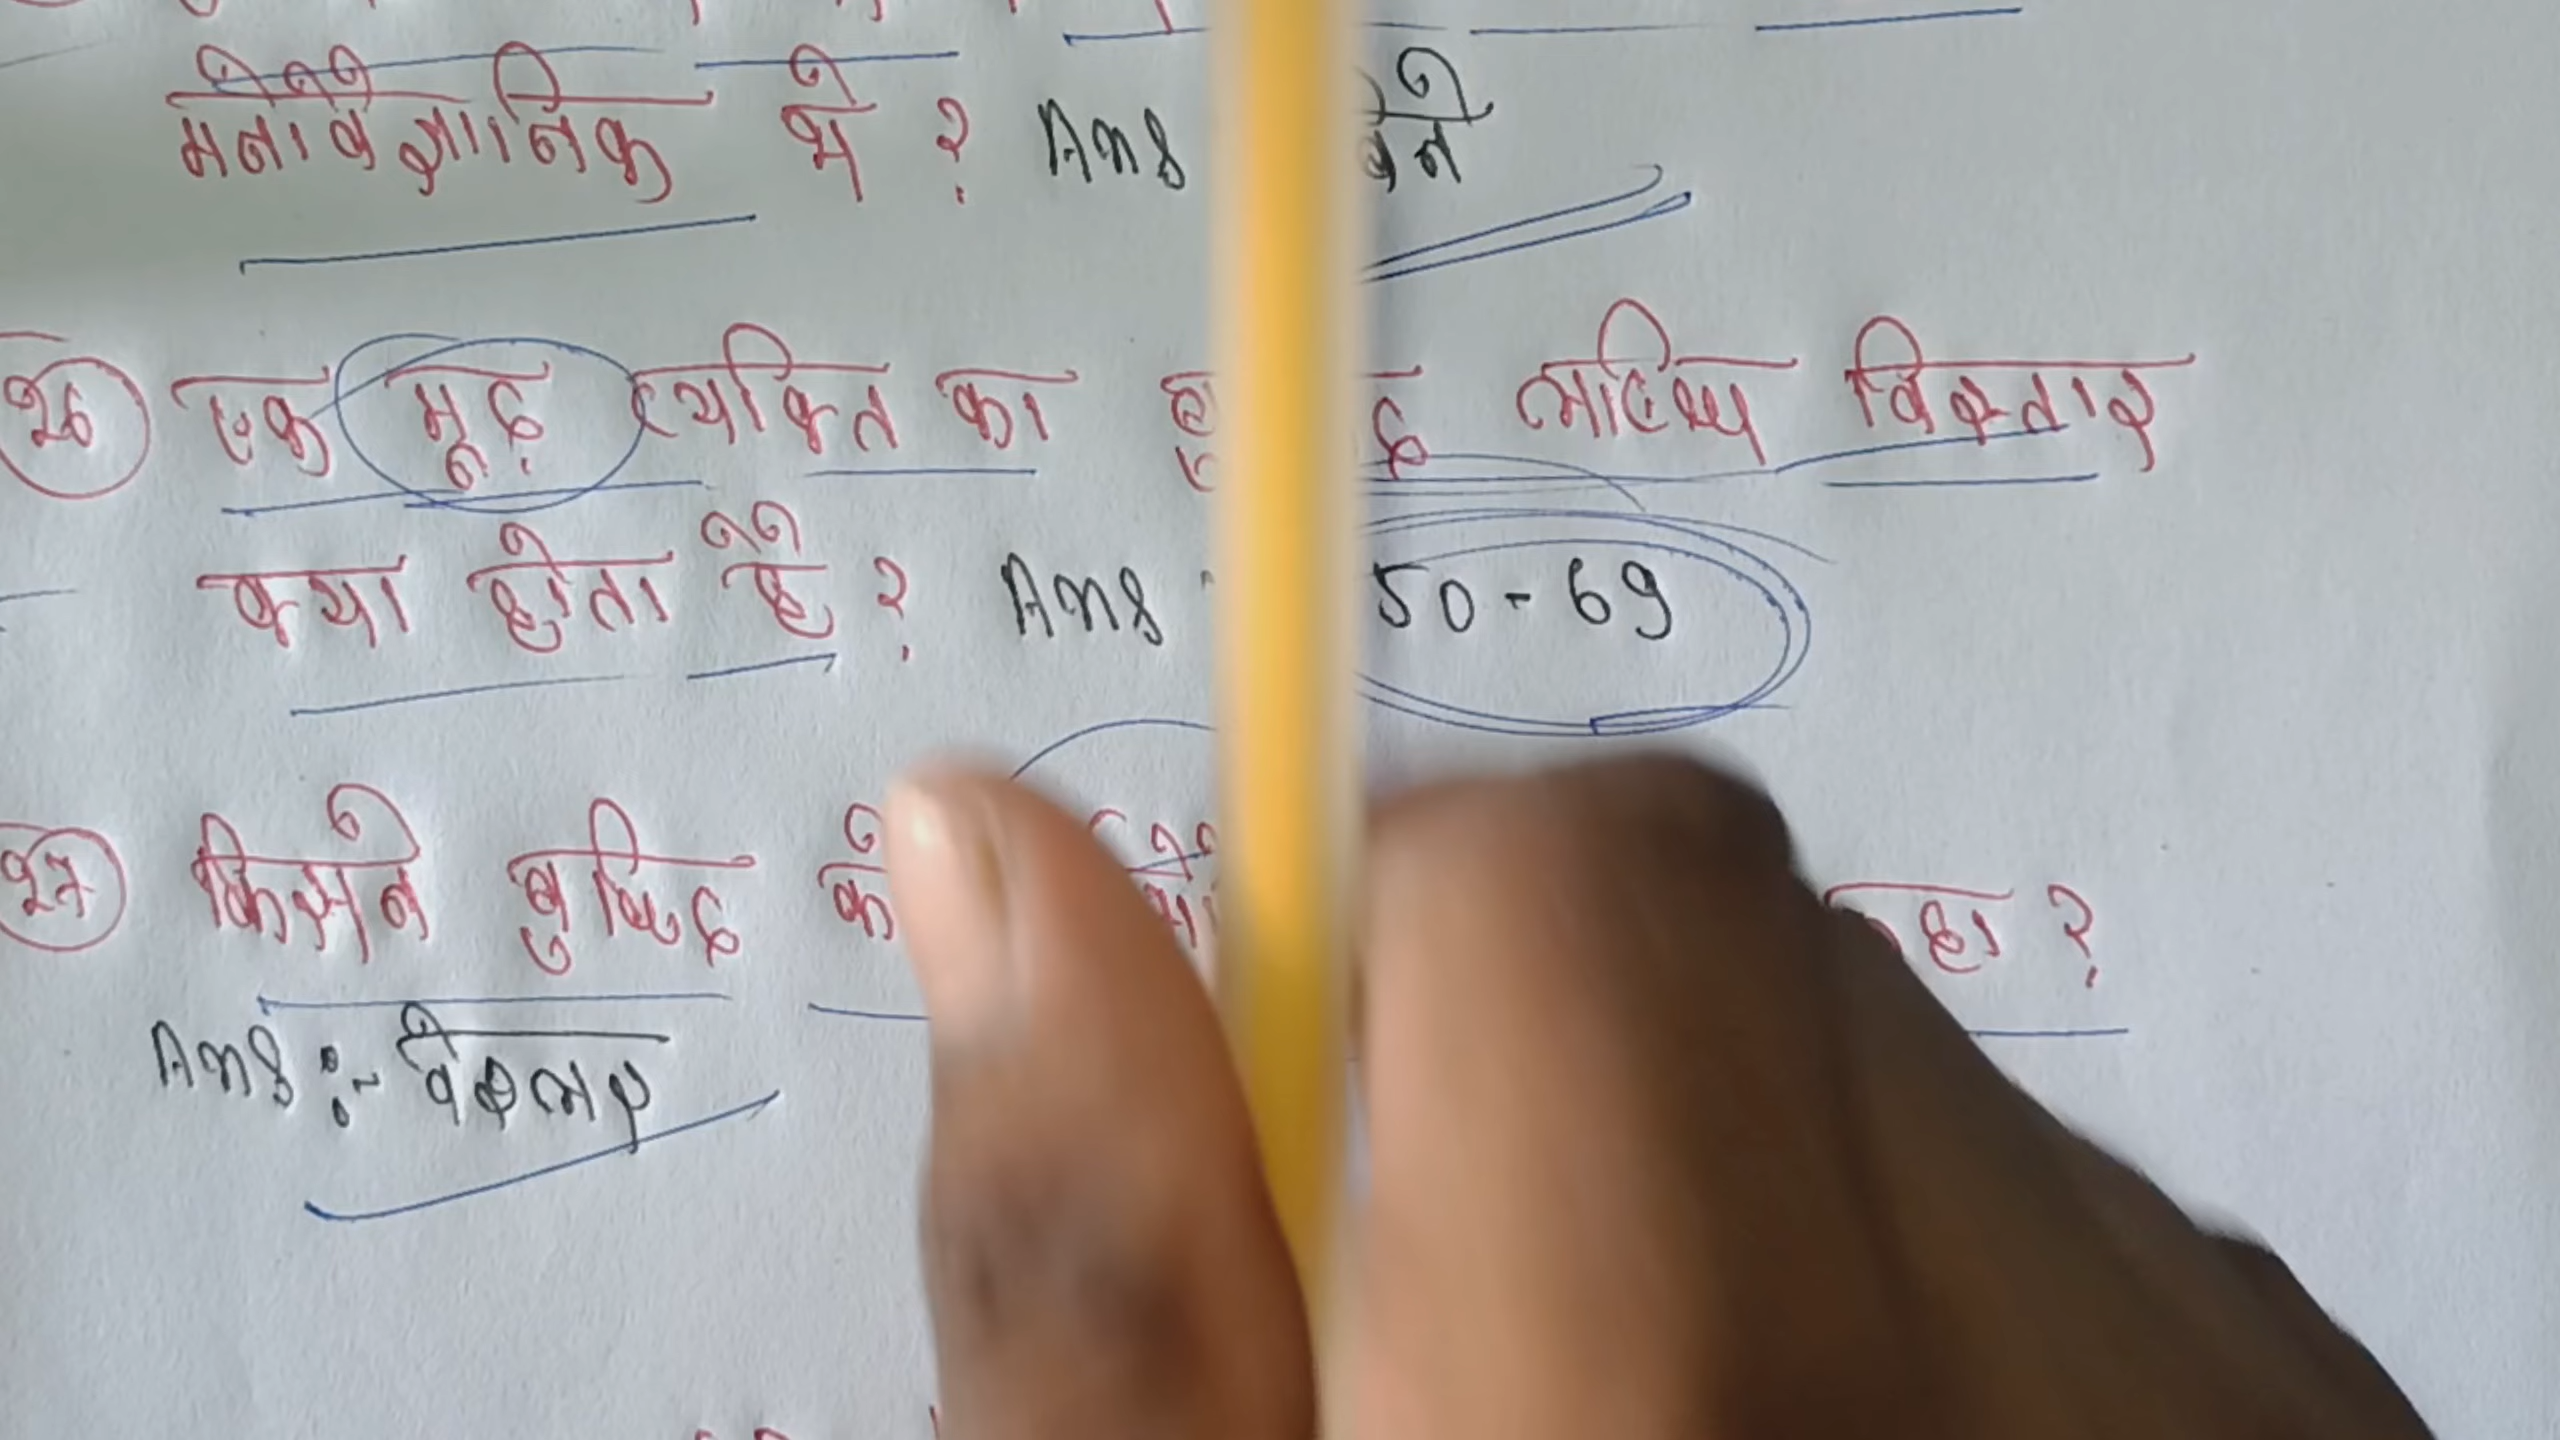 मनोवैज्ञानिक थे ? Ans
26 एक मूढ़ व्यक्ति का लब्धि विस्तार
क्या होता है ? Ans 50-69
27 किसने बुद्धि के ?
Ans :- वेक्सलर